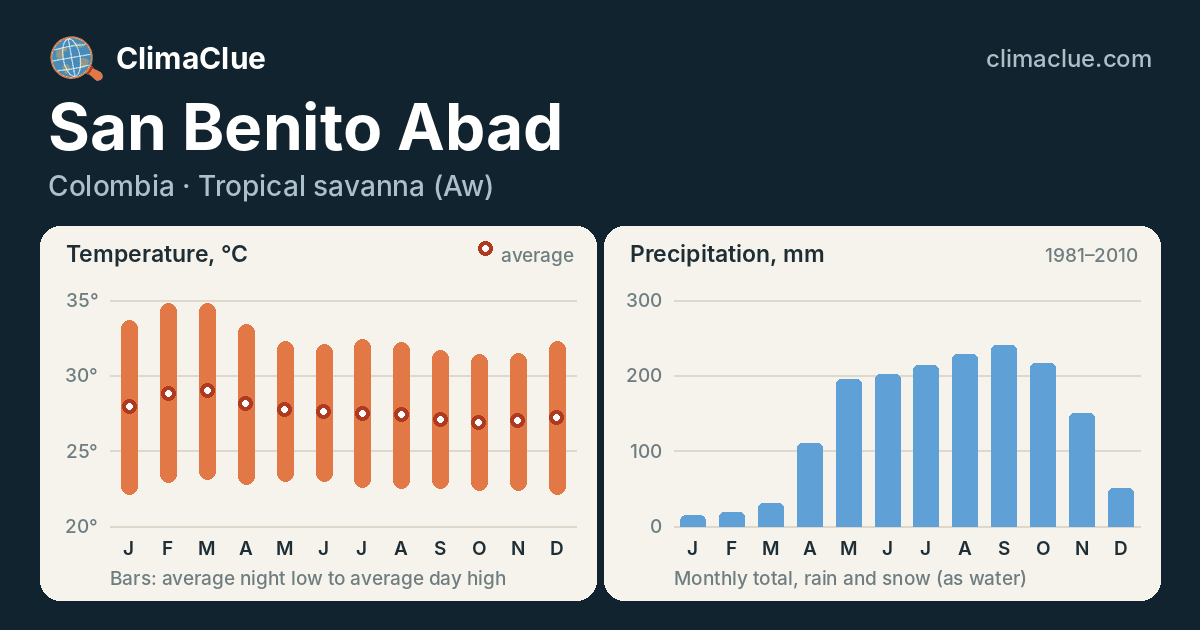 ClimaClue
climaclue.com
San Benito Abad
Colombia · Tropical savanna (Aw)
Temperature, °C
average
35°
30°
25°
20°
J F M A M J J A S O N D
Bars: average night low to average day high
Precipitation, mm
1981–2010
300
200
100
0
J F M A M J J A S O N D
Monthly total, rain and snow (as water)